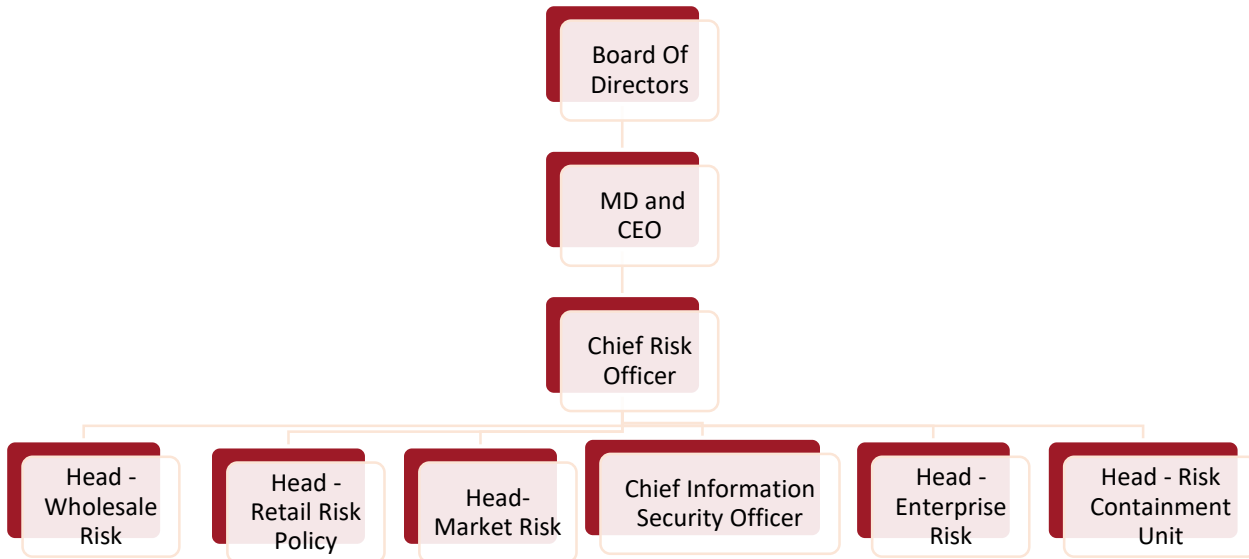 Board Of
Directors
MD and
CEO
Chief Risk
Officer
Head -
Wholesale
Risk
Head -
Retail Risk
Policy
Head-
Market Risk
Chief Information
Security Officer
Head -
Enterprise
Risk
Head - Risk
Containment
Unit